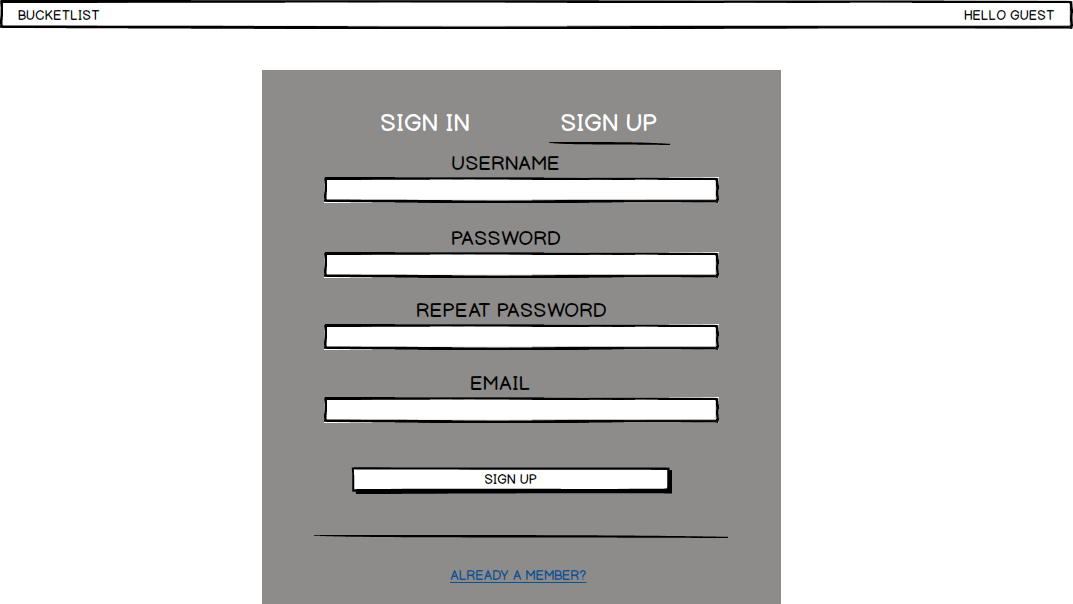 BUCKETLIST HELLO GUEST
SIGN IN SIGN UP
USERNAME
PASSWORD
REPEAT PASSWORD
EMAIL
SIGN UP
ALREADY A MEMBER?